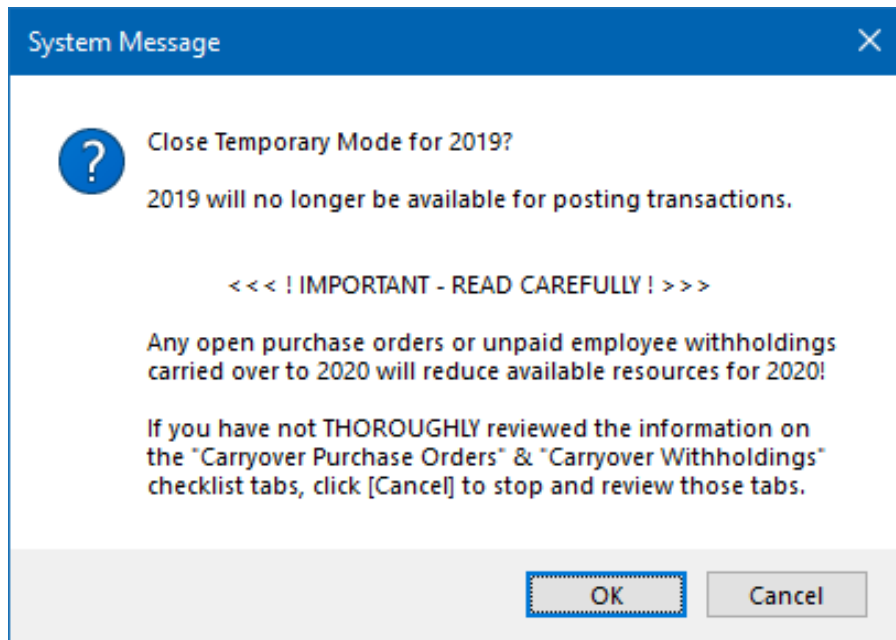 System Message
Close Temporary Mode for 2019?
2019 will no longer be available for posting transactions.
< < < ! IMPORTANT - READ CAREFULLY ! > > >
Any open purchase orders or unpaid employee withholdings
carried over to 2020 will reduce available resources for 2020!
If you have not THOROUGHLY reviewed the information on
the "Carryover Purchase Orders" & "Carryover Withholdings"
checklist tabs, click [Cancel] to stop and review those tabs.
OK
Cancel